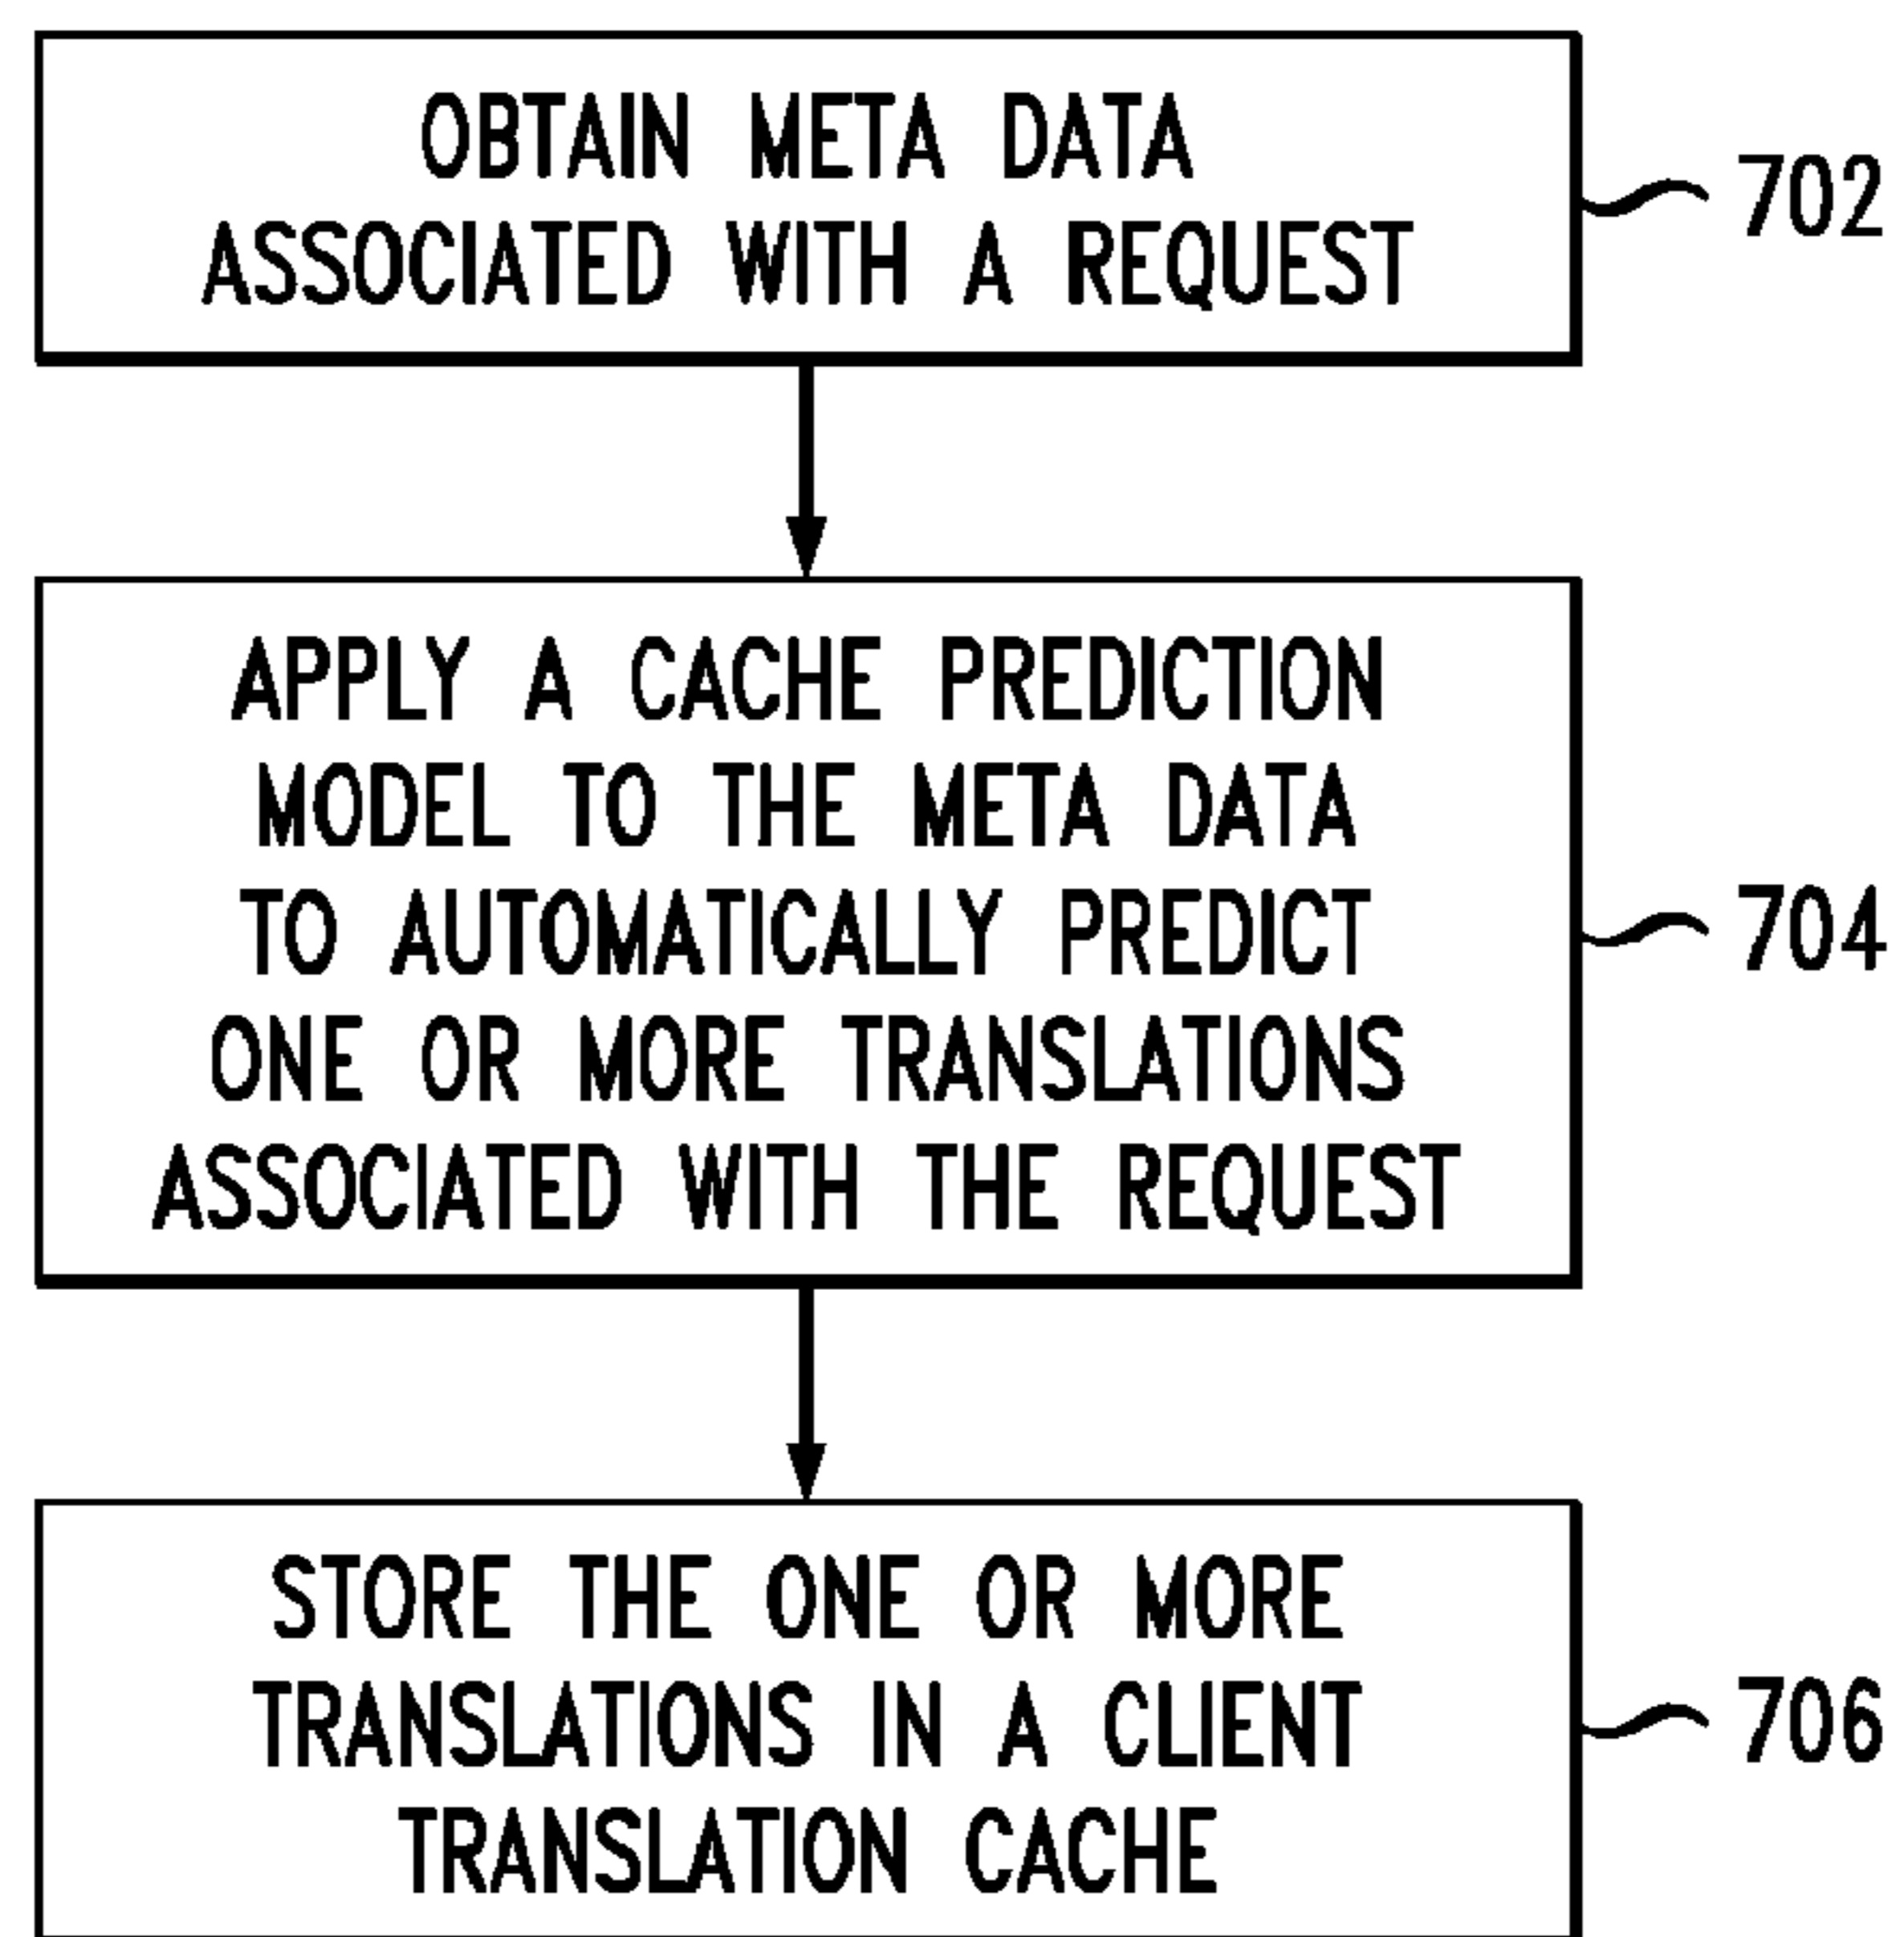 OBTAIN META DATA
ASSOCIATED WITH A REQUEST
702
APPLY A CACHE PREDICTION
MODEL TO THE META DATA
TO AUTOMATICALLY PREDICT
ONE OR MORE TRANSLATIONS
ASSOCIATED WITH THE REQUEST
704
STORE THE ONE OR MORE
TRANSLATIONS IN A CLIENT
TRANSLATION CACHE
706